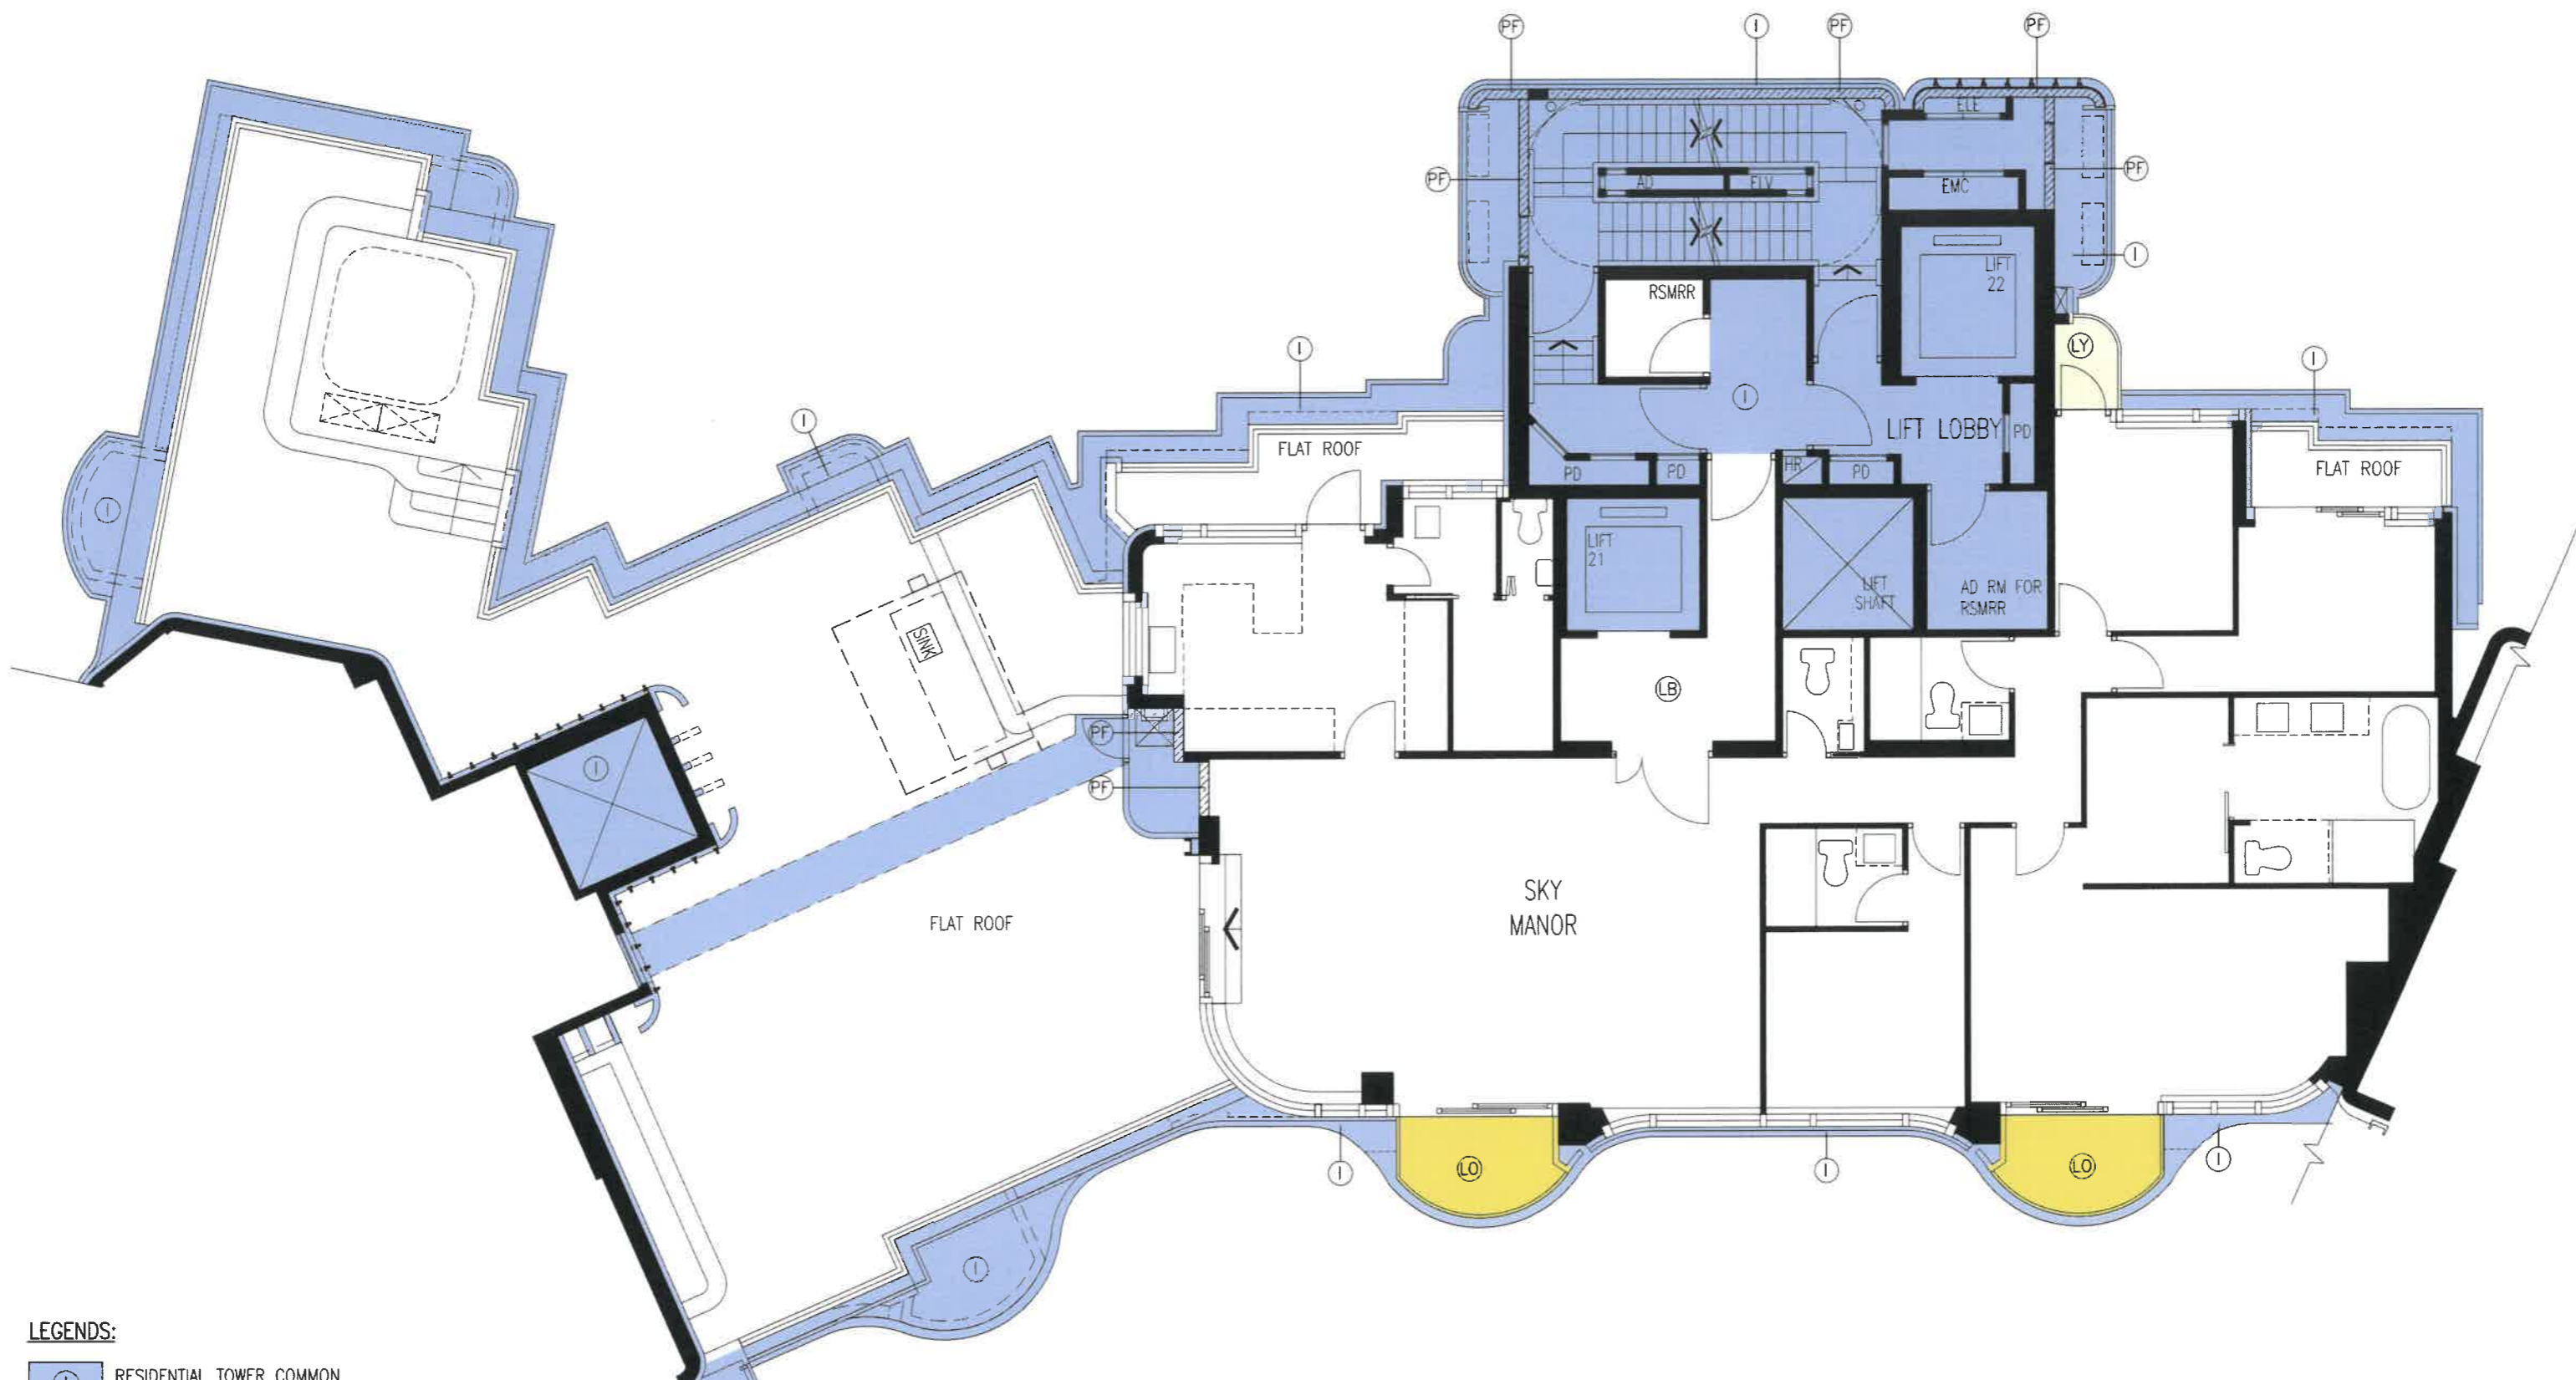 PF
I
PF
PF
ELE
PF
AD
ELV
EMC
PF
I
LIFT
22
RSMRR
I
LY
I
I
I
LIFT LOBBY
PD
FLAT ROOF
PD
PD
HR
PD
FLAT ROOF
I
LIFT
21
LIFT
SHAFT
AD RM FOR
RSMRR
SINK
LB
PF
I
PF
SKY
MANOR
FLAT ROOF
I
LO
I
LO
I
I
LEGENDS:
I
RESIDENTIAL TOWER COMMON